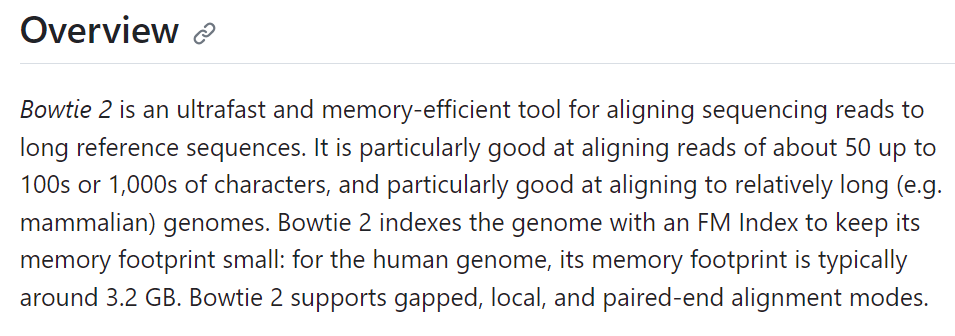 Overview
Bowtie 2 is an ultrafast and memory-efficient tool for aligning sequencing reads to
long reference sequences. It is particularly good at aligning reads of about 50 up to
100s or 1,000s of characters, and particularly good at aligning to relatively long (e.g.
mammalian) genomes. Bowtie 2 indexes the genome with an FM Index to keep its
memory footprint small: for the human genome, its memory footprint is typically
around 3.2 GB. Bowtie 2 supports gapped, local, and paired-end alignment modes.